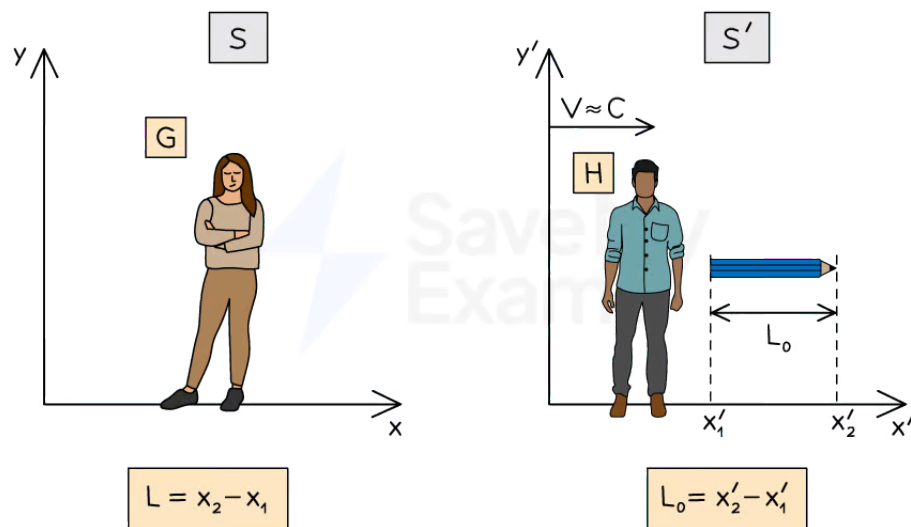 S
S′
y
y′
V ≈ C
G
H
Save My
Exams
L₀
x
x′₁
x′₂
x′
L = x₂ − x₁
L₀ = x′₂ − x′₁